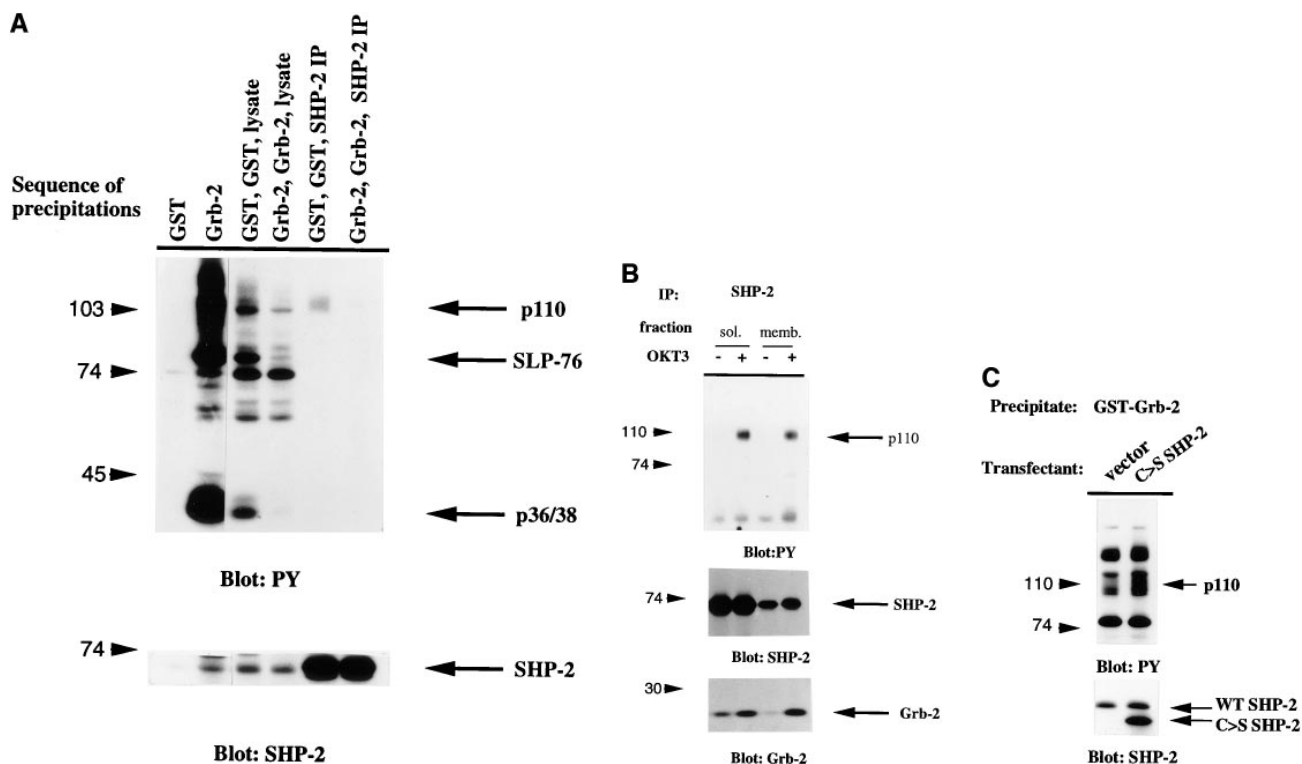 A
Sequence of
precipitations
GST
Grb-2
GST, GST, lysate
Grb-2, Grb-2, lysate
GST, GST, SHP-2 IP
Grb-2, Grb-2, SHP-2 IP
103
74
45
p110
SLP-76
p36/38
Blot: PY
74
SHP-2
Blot: SHP-2
B
IP: SHP-2
fraction sol. memb.
OKT3 - + - +
110
74
p110
Blot:PY
74
SHP-2
Blot: SHP-2
30
Grb-2
Blot: Grb-2
C
Precipitate: GST-Grb-2
Transfectant: vector C>S SHP-2
110
74
p110
Blot: PY
WT SHP-2
C>S SHP-2
Blot: SHP-2